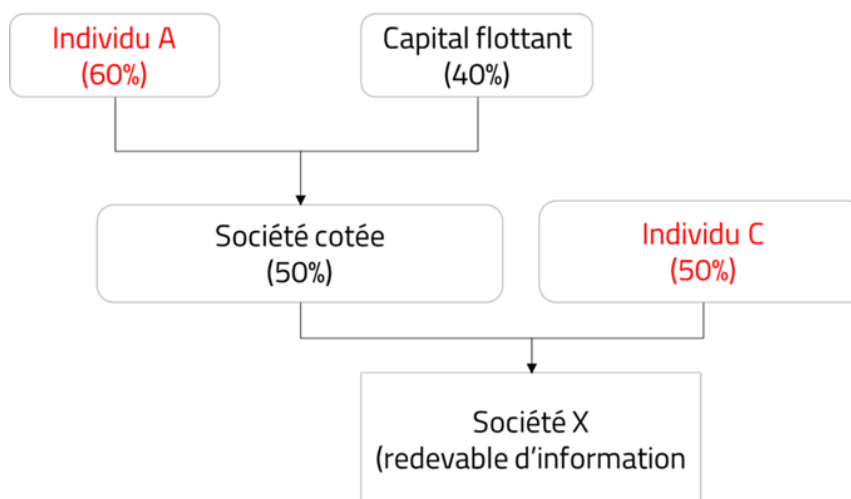 Individu A
(60%)
Capital flottant
(40%)
Société cotée
(50%)
Individu C
(50%)
Société X
(redevable d'information